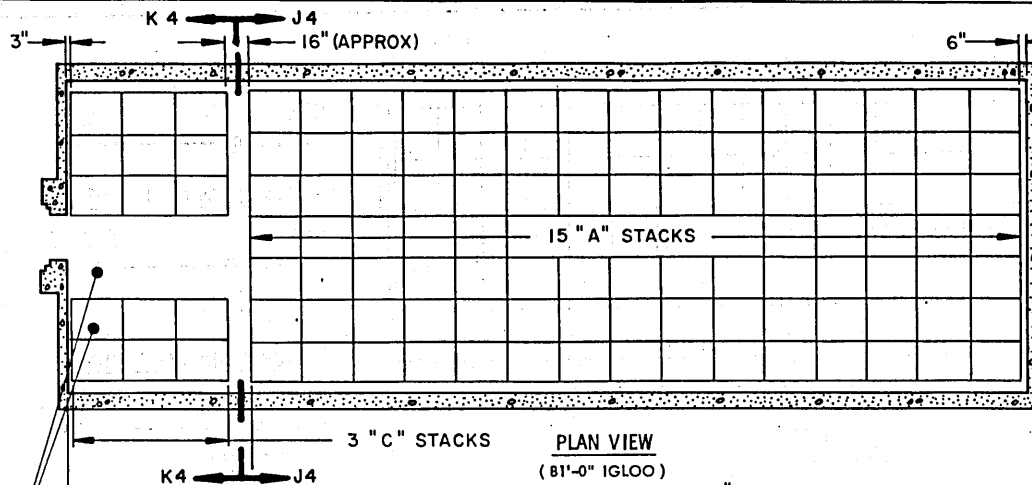 K 4 J4
3" 16" (APPROX) 6"
15 "A" STACKS
3 "C" STACKS
PLAN VIEW
(81'-0" IGLOO)
K4 J4